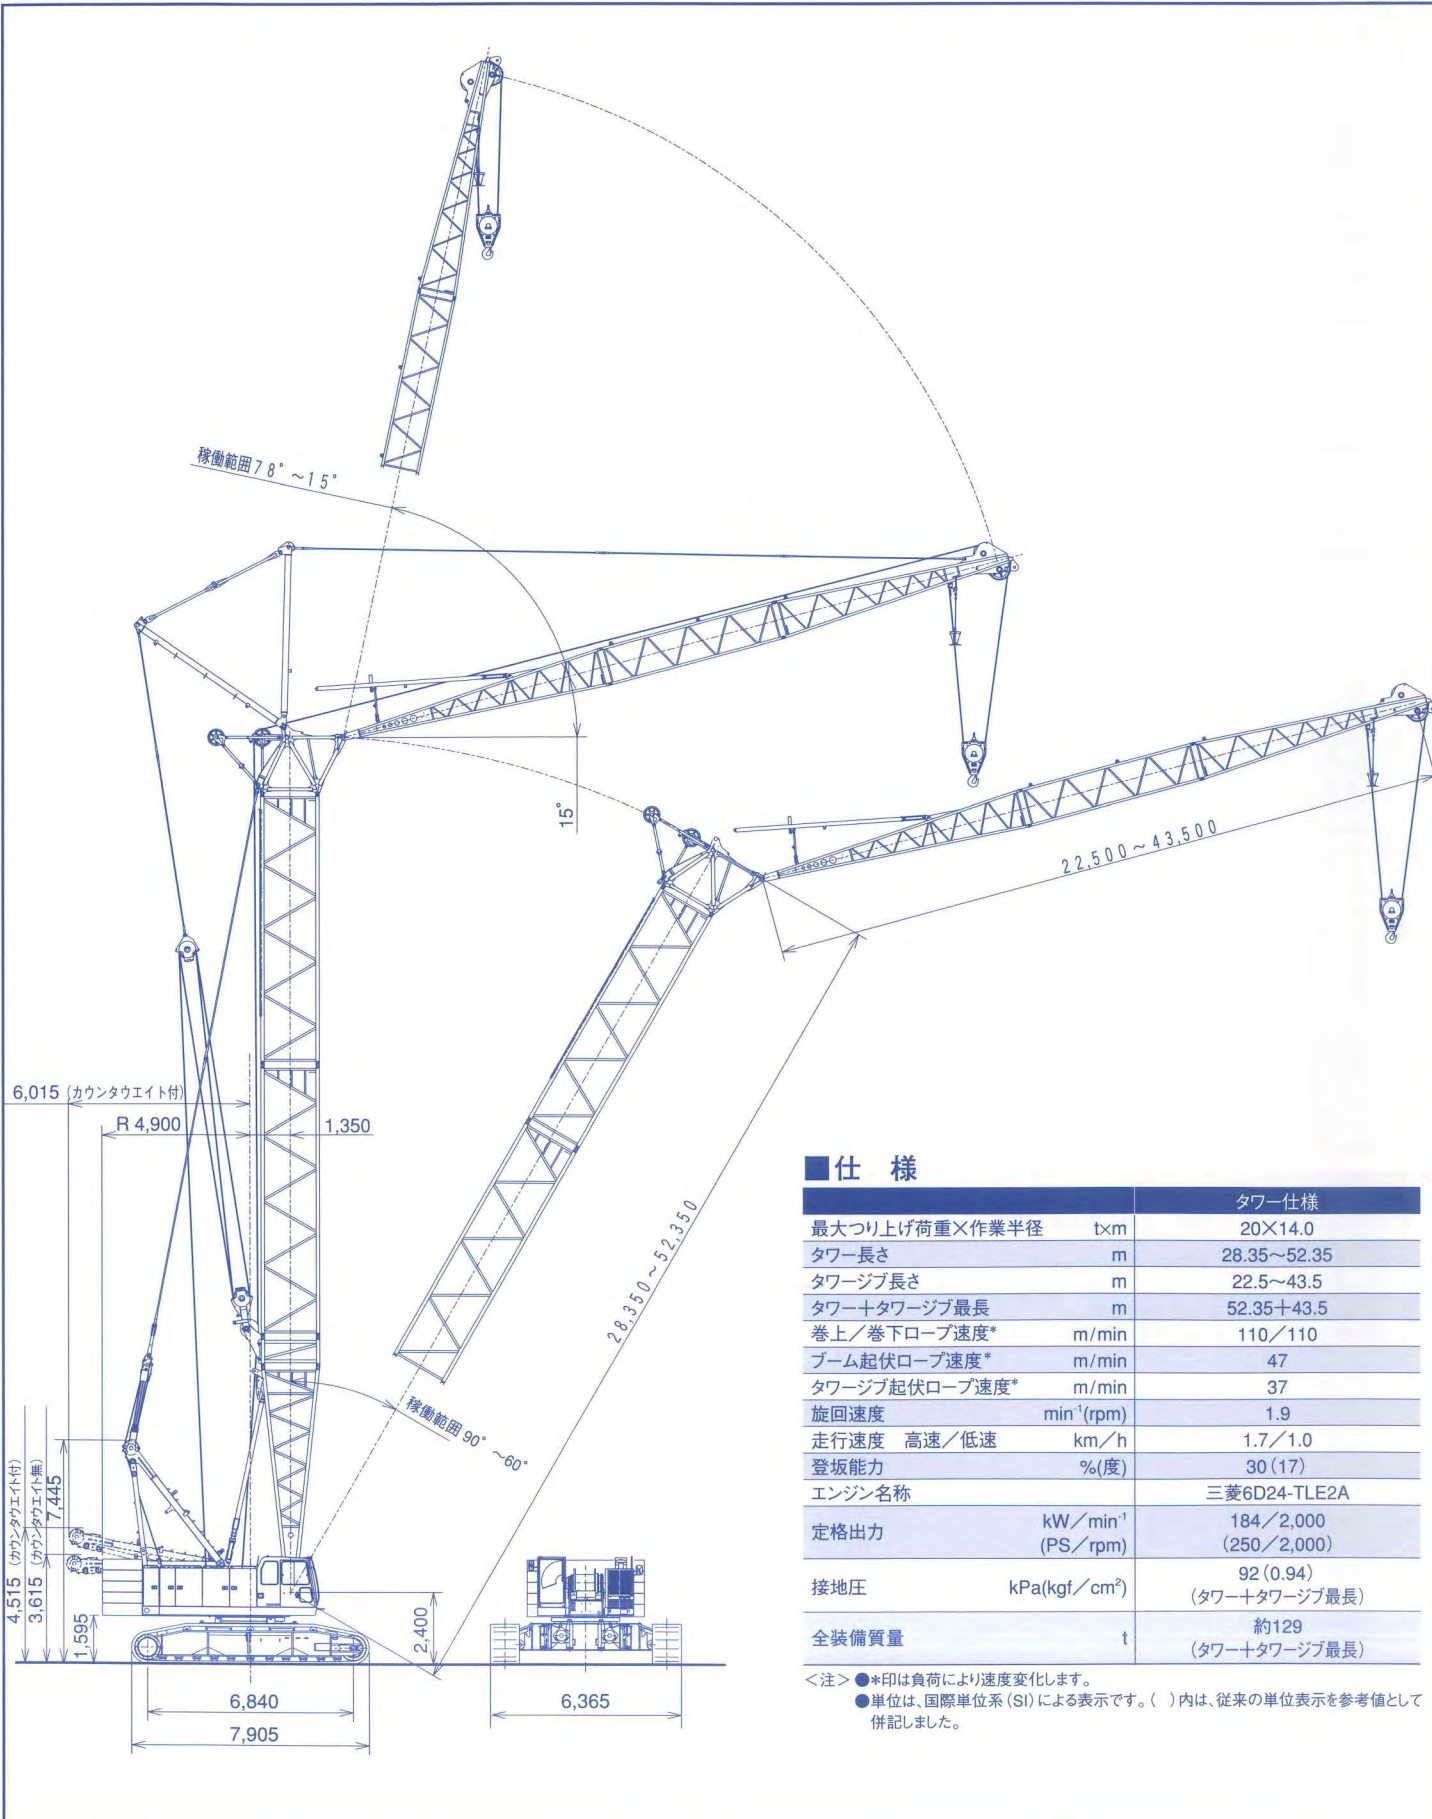 稼働範囲78°～15°
15°
22,500～43,500
6,015 (カウンタウエイト付)
R 4,900
1,350
28,350～52,350
稼働範囲90°～60°
4,515 (カウンタウエイト付)
3,615 (カウンタウエイト無)
7,445
1,595
2,400
6,840
7,905
6,365
■仕　様
タワー仕様
最大つり上げ荷重×作業半径 t×m 20×14.0
タワー長さ m 28.35～52.35
タワージブ長さ m 22.5～43.5
タワー＋タワージブ最長 m 52.35＋43.5
巻上／巻下ロープ速度* m/min 110／110
ブーム起伏ロープ速度* m/min 47
タワージブ起伏ロープ速度* m/min 37
旋回速度 min⁻¹(rpm) 1.9
走行速度　高速／低速 km／h 1.7／1.0
登坂能力 %(度) 30(17)
エンジン名称 三菱6D24-TLE2A
定格出力 kW／min⁻¹ 184／2,000
(PS／rpm) (250／2,000)
接地圧 kPa(kgf／cm²) 92(0.94)
(タワー＋タワージブ最長)
全装備質量 t 約129
(タワー＋タワージブ最長)
＜注＞●*印は負荷により速度変化します。
●単位は、国際単位系(SI)による表示です。(　)内は、従来の単位表示を参考値として
併記しました。